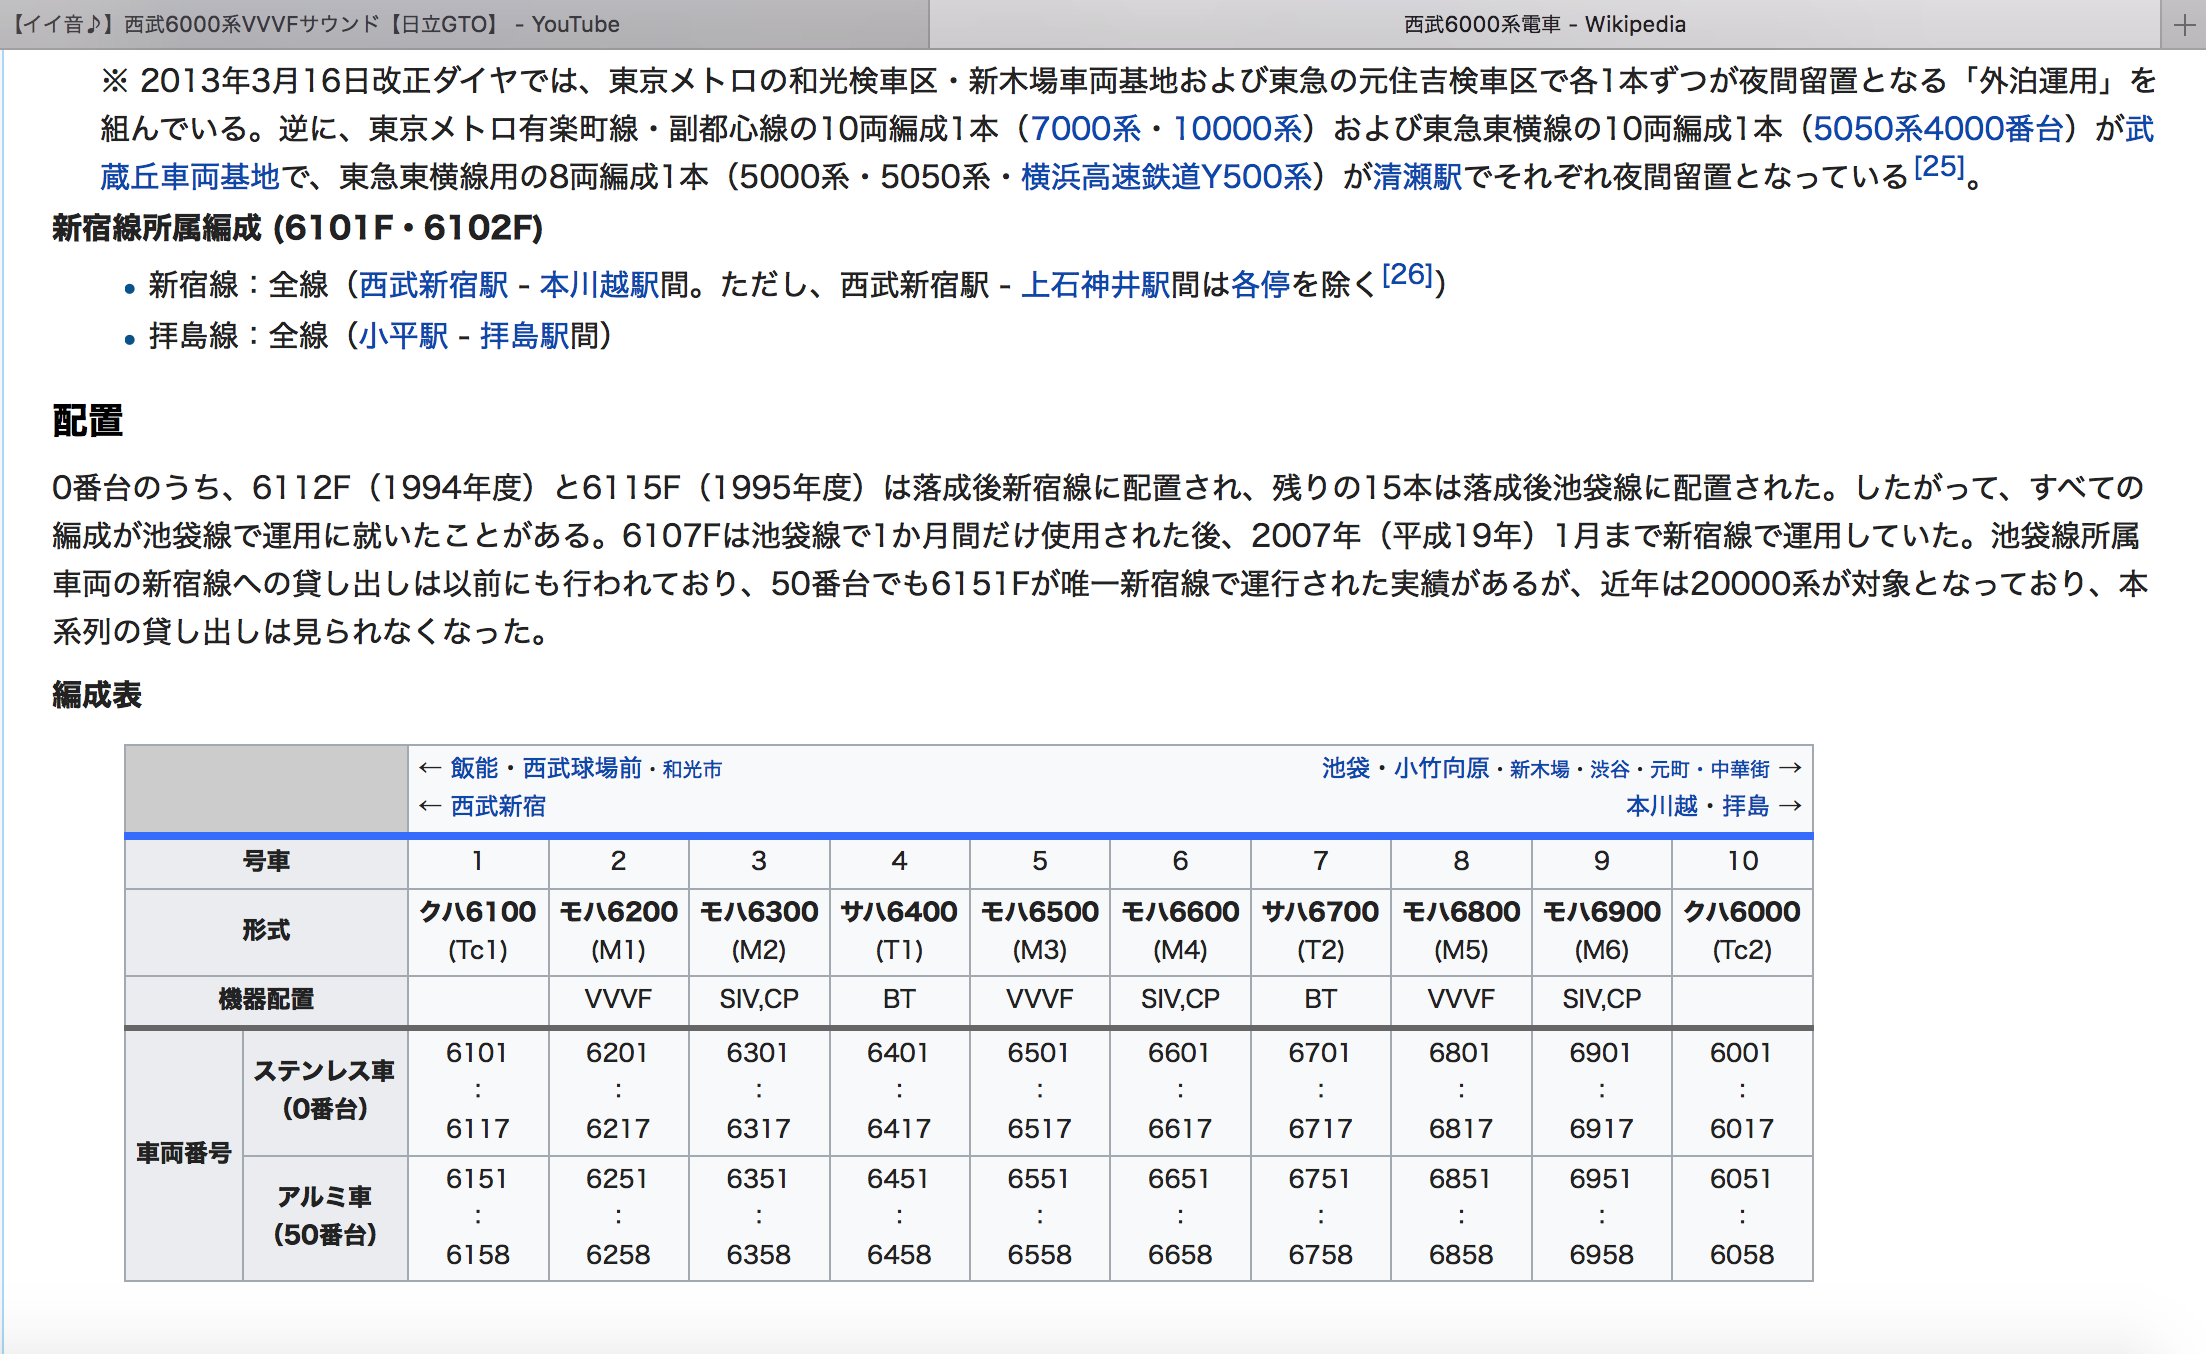 【イイ音♪】西武6000系VVVFサウンド【日立GTO】 - YouTube
西武6000系電車 - Wikipedia
※ 2013年3月16日改正ダイヤでは、東京メトロの和光検車区・新木場車両基地および東急の元住吉検車区で各1本ずつが夜間留置となる「外泊運用」を
組んでいる。逆に、東京メトロ有楽町線・副都心線の10両編成1本（7000系・10000系）および東急東横線の10両編成1本（5050系4000番台）が武
蔵丘車両基地で、東急東横線用の8両編成1本（5000系・5050系・横浜高速鉄道Y500系）が清瀬駅でそれぞれ夜間留置となっている[25]。
新宿線所属編成 (6101F・6102F)
• 新宿線：全線（西武新宿駅 - 本川越駅間。ただし、西武新宿駅 - 上石神井駅間は各停を除く[26]）
• 拝島線：全線（小平駅 - 拝島駅間）
配置
0番台のうち、6112F（1994年度）と6115F（1995年度）は落成後新宿線に配置され、残りの15本は落成後池袋線に配置された。したがって、すべての
編成が池袋線で運用に就いたことがある。6107Fは池袋線で1か月間だけ使用された後、2007年（平成19年）1月まで新宿線で運用していた。池袋線所属
車両の新宿線への貸し出しは以前にも行われており、50番台でも6151Fが唯一新宿線で運行された実績があるが、近年は20000系が対象となっており、本
系列の貸し出しは見られなくなった。
編成表
← 飯能・西武球場前・和光市 池袋・小竹向原・新木場・渋谷・元町・中華街 →
← 西武新宿 本川越・拝島 →
号車 1 2 3 4 5 6 7 8 9 10
形式 クハ6100 モハ6200 モハ6300 サハ6400 モハ6500 モハ6600 サハ6700 モハ6800 モハ6900 クハ6000
(Tc1) (M1) (M2) (T1) (M3) (M4) (T2) (M5) (M6) (Tc2)
機器配置 VVVF SIV,CP BT VVVF SIV,CP BT VVVF SIV,CP
車両番号
ステンレス車
（0番台）
6101 6201 6301 6401 6501 6601 6701 6801 6901 6001
: : : : : : : : : :
6117 6217 6317 6417 6517 6617 6717 6817 6917 6017
アルミ車
（50番台）
6151 6251 6351 6451 6551 6651 6751 6851 6951 6051
: : : : : : : : : :
6158 6258 6358 6458 6558 6658 6758 6858 6958 6058